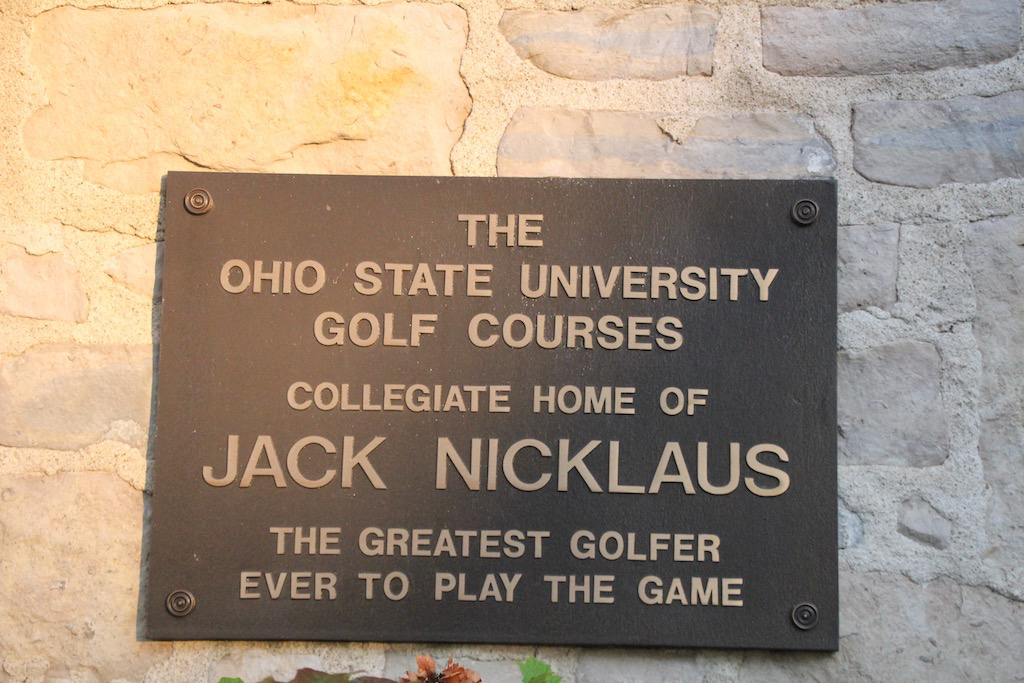 THE
OHIO STATE UNIVERSITY
GOLF COURSES
COLLEGIATE HOME OF
JACK NICKLAUS
THE GREATEST GOLFER
EVER TO PLAY THE GAME